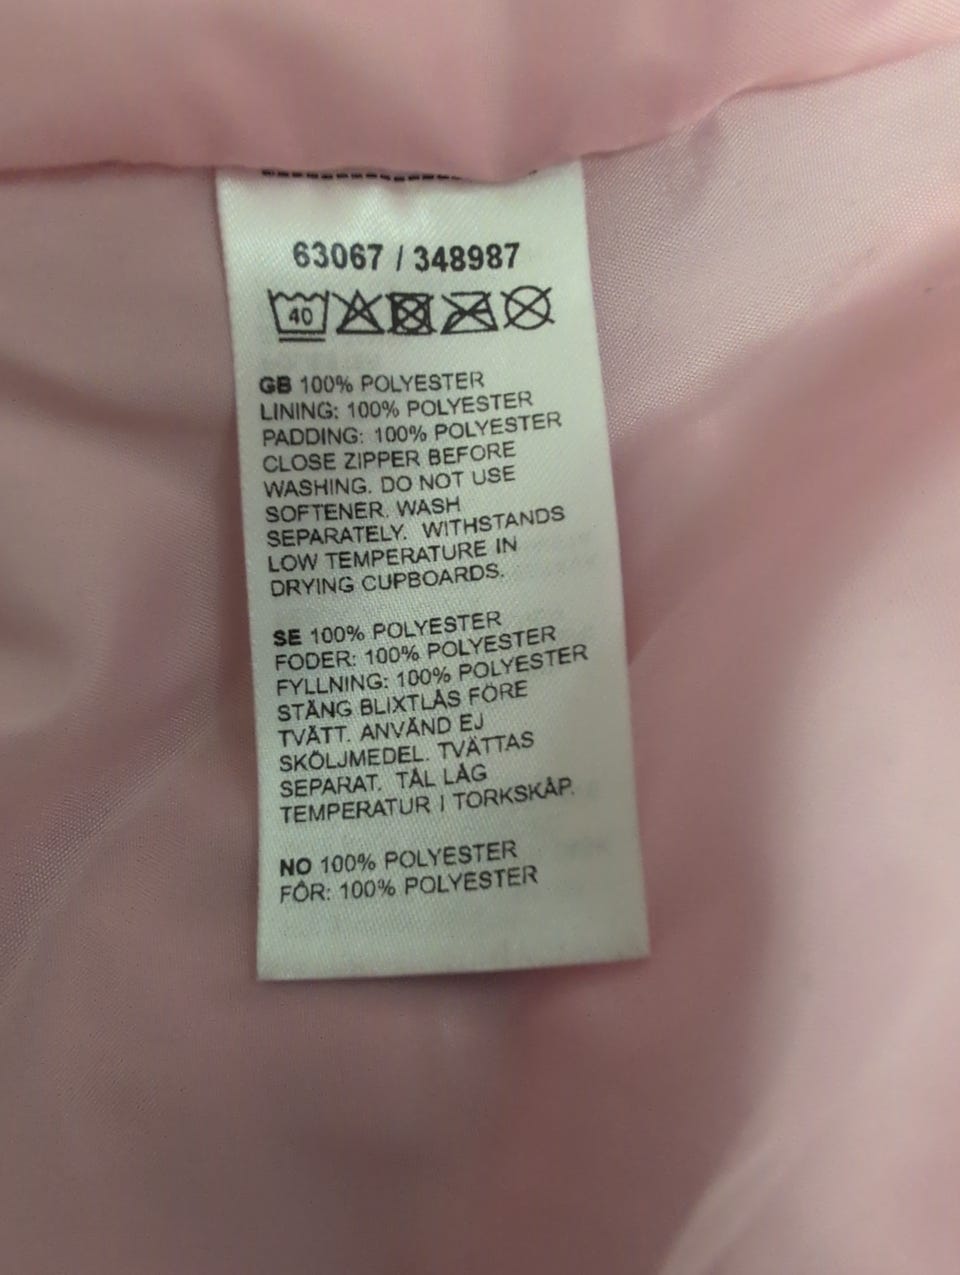 63067 / 348987
40
GB 100% POLYESTER
LINING: 100% POLYESTER
PADDING: 100% POLYESTER
CLOSE ZIPPER BEFORE
WASHING. DO NOT USE
SOFTENER. WASH
SEPARATELY. WITHSTANDS
LOW TEMPERATURE IN
DRYING CUPBOARDS.
SE 100% POLYESTER
FODER: 100% POLYESTER
FYLLNING: 100% POLYESTER
STÄNG BLIXTLÅS FÖRE
TVÄTT. ANVÄND EJ
SKÖLJMEDEL. TVÄTTAS
SEPARAT. TÅL LÅG
TEMPERATUR I TORKSKÅP.
NO 100% POLYESTER
FÔR: 100% POLYESTER